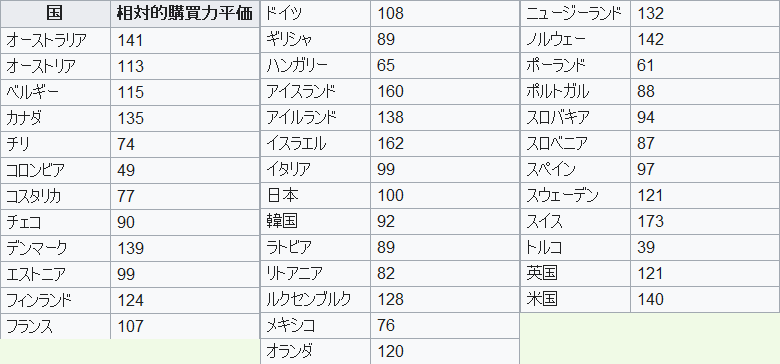 国 相対的購買力平価
オーストラリア 141
オーストリア 113
ベルギー 115
カナダ 135
チリ 74
コロンビア 49
コスタリカ 77
チェコ 90
デンマーク 139
エストニア 99
フィンランド 124
フランス 107
ドイツ 108
ギリシャ 89
ハンガリー 65
アイスランド 160
アイルランド 138
イスラエル 162
イタリア 99
日本 100
韓国 92
ラトビア 89
リトアニア 82
ルクセンブルク 128
メキシコ 76
オランダ 120
ニュージーランド 132
ノルウェー 142
ポーランド 61
ポルトガル 88
スロバキア 94
スロベニア 87
スペイン 97
スウェーデン 121
スイス 173
トルコ 39
英国 121
米国 140